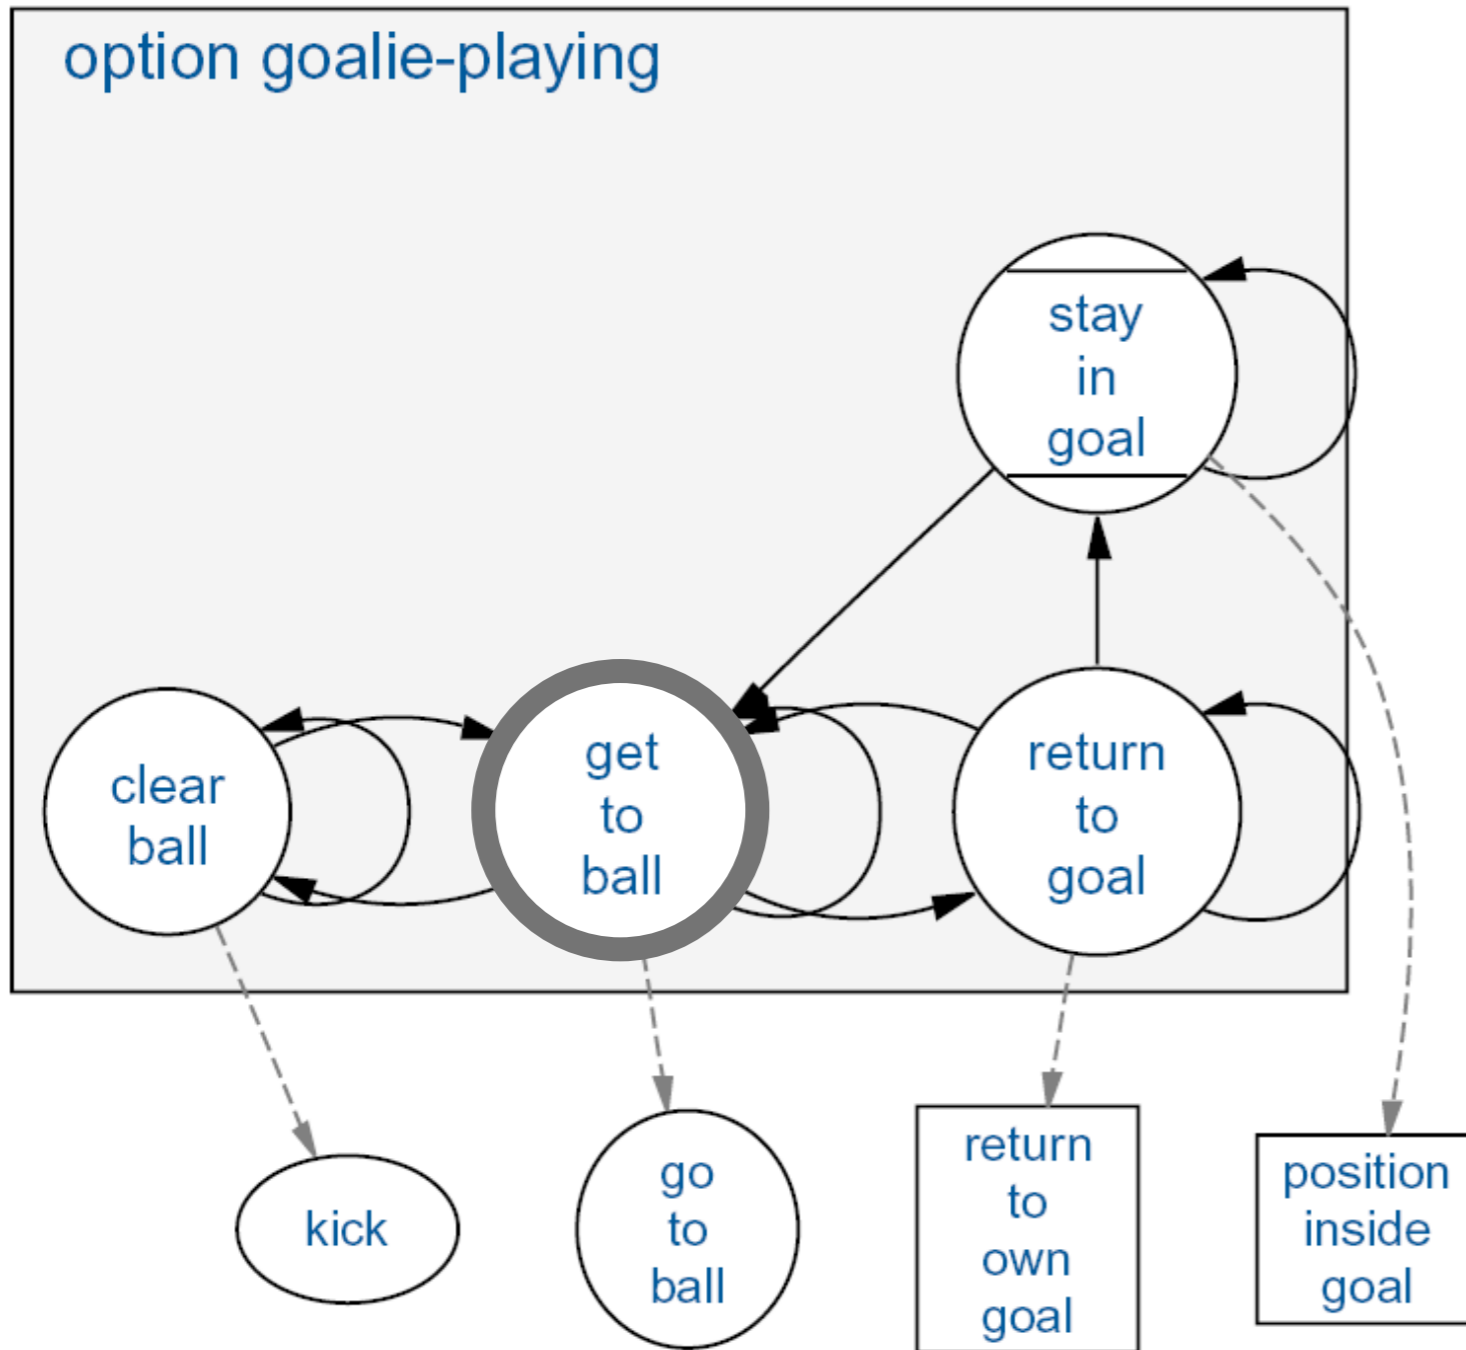 option goalie-playing
stay
in
goal
clear
ball
get
to
ball
return
to
goal
kick
go
to
ball
return
to
own
goal
position
inside
goal